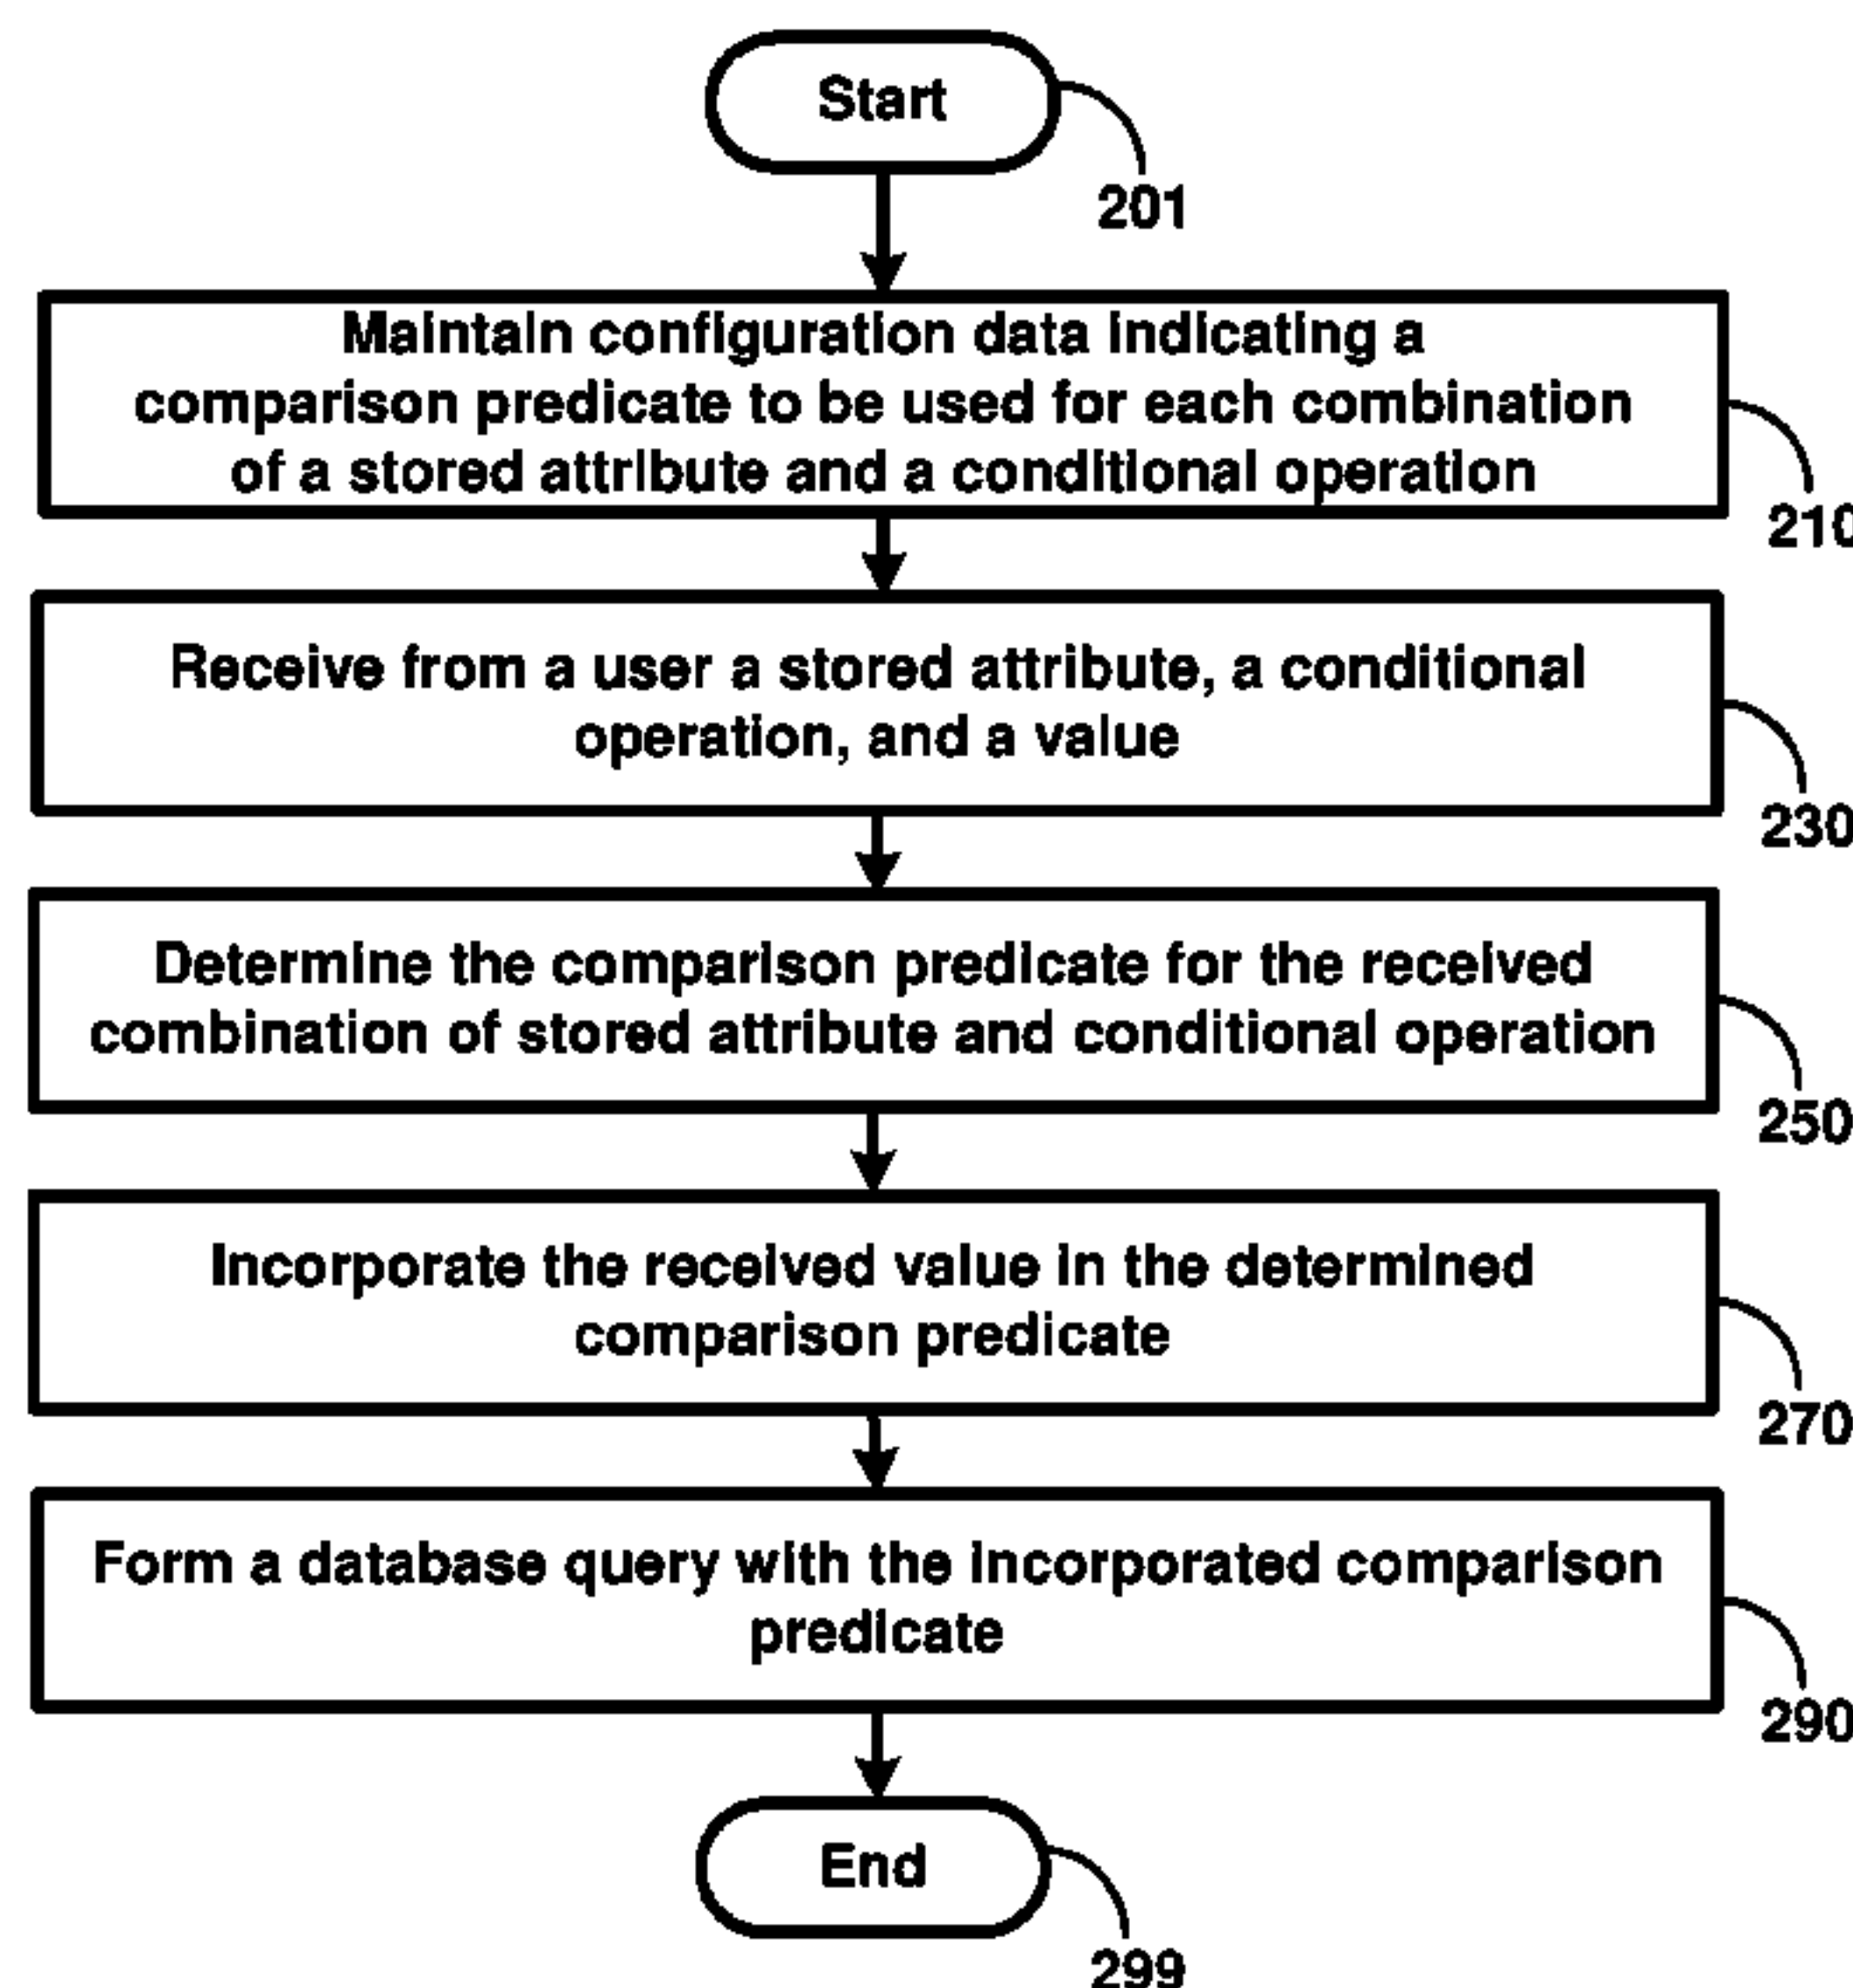 Start
201
Maintain configuration data indicating a
comparison predicate to be used for each combination
of a stored attribute and a conditional operation
210
Receive from a user a stored attribute, a conditional
operation, and a value
230
Determine the comparison predicate for the received
combination of stored attribute and conditional operation
250
Incorporate the received value in the determined
comparison predicate
270
Form a database query with the incorporated comparison
predicate
290
End
299